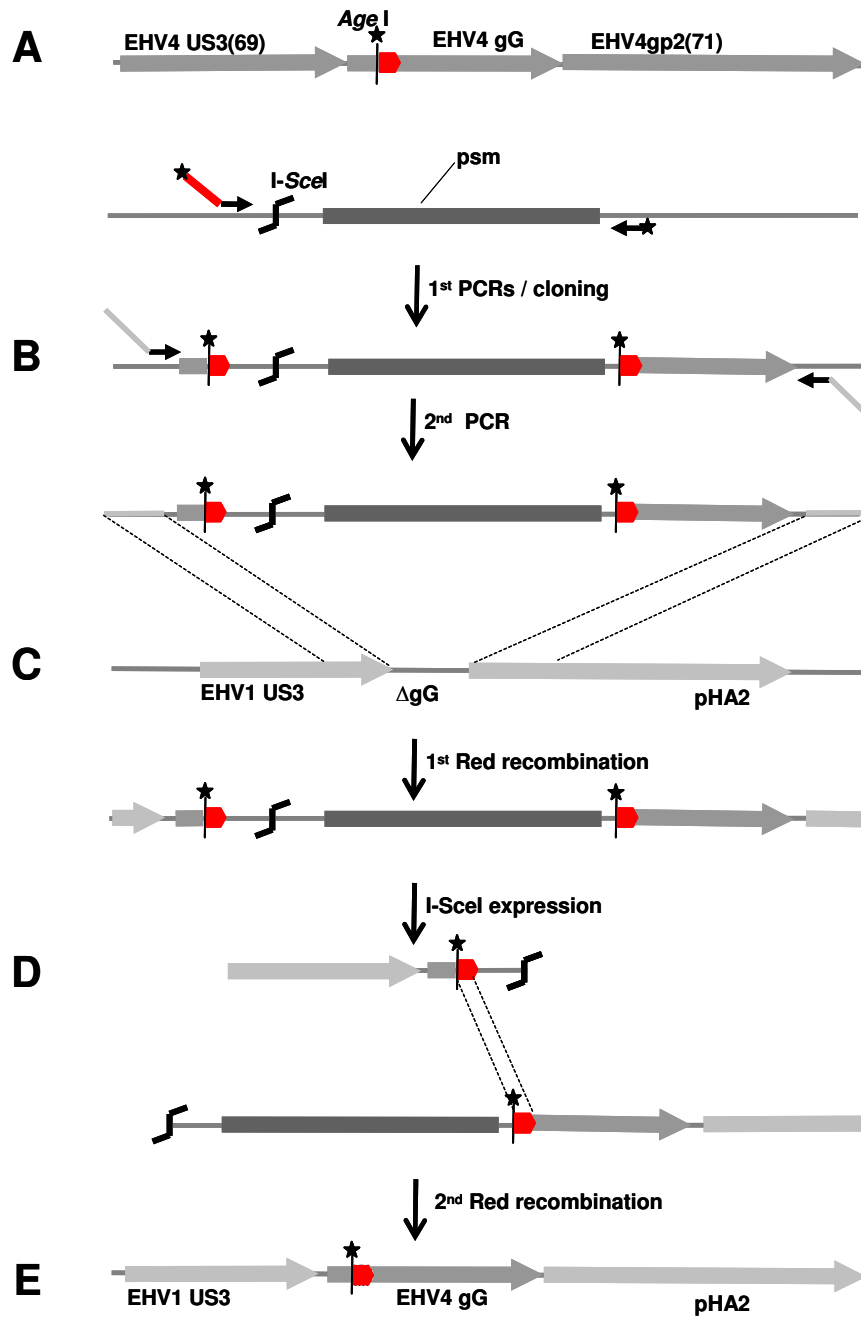 A
Age I
EHV4 US3(69)
EHV4 gG
EHV4gp2(71)
I-SceI
psm
1st PCRs / cloning
B
2nd PCR
C
EHV1 US3
ΔgG
pHA2
1st Red recombination
I-SceI expression
D
2nd Red recombination
E
EHV1 US3
EHV4 gG
pHA2